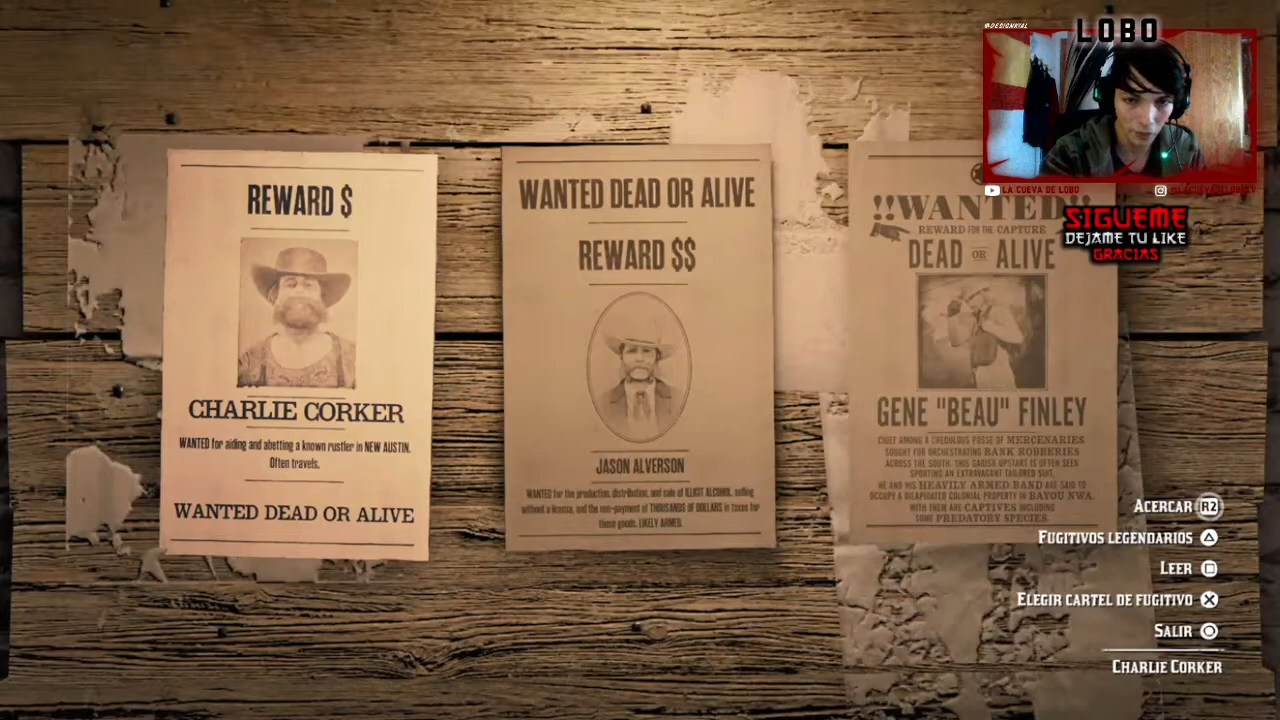 REWARD $
CHARLIE CORKER
WANTED for aiding and abetting a known rustler in NEW AUSTIN.
Often travels.
WANTED DEAD OR ALIVE
WANTED DEAD OR ALIVE
REWARD $$
JASON ALVERSON
WANTED for the production, distribution, and sale of ILLICIT ALCOHOL, selling
without a license, and the non-payment of THOUSANDS OF DOLLARS in taxes for
those goods. LIKELY ARMED.
!!WANTED!!
REWARD FOR THE CAPTURE
DEAD OR ALIVE
GENE "BEAU" FINLEY
CHIEF AMONG A CREDULOUS POSSE OF MERCENARIES
SOUGHT FOR ORCHESTRATING BANK ROBBERIES
ACROSS THE SOUTH. THIS GARISH UPSTART IS OFTEN SEEN
SPORTING AN EXTRAVAGANT TAILORED SUIT.
HE AND HIS HEAVILY ARMED BAND ARE SAID TO
OCCUPY A DILAPIDATED COLONIAL PROPERTY IN BAYOU NWA.
WITH THEM ARE CAPTIVES INCLUDING
SOME PREDATORY SPECIES.
@DESIGNKIAL
LOBO
LA CUEVA DE LOBO
SIGUEME
DEJAME TU LIKE
GRACIAS
ACERCAR R2
FUGITIVOS LEGENDARIOS
LEER
ELEGIR CARTEL DE FUGITIVO
SALIR
CHARLIE CORKER